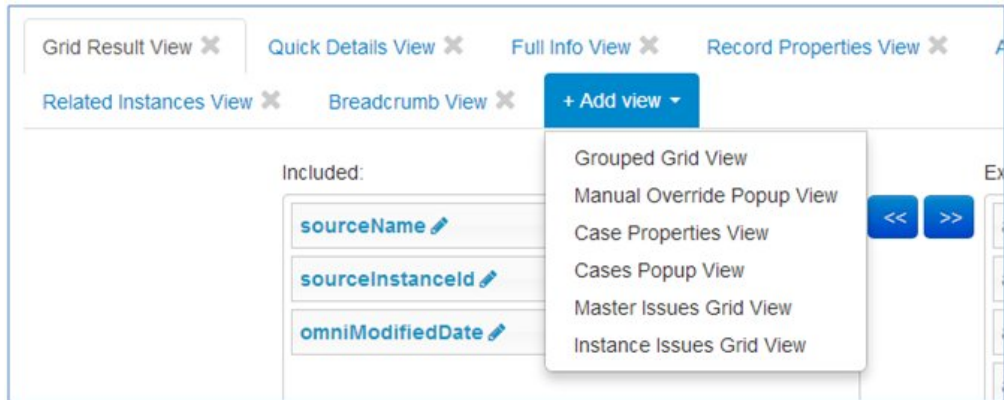 Grid Result View Quick Details View Full Info View Record Properties View
Related Instances View Breadcrumb View + Add view
Included:
Grouped Grid View
Manual Override Popup View
Case Properties View
Cases Popup View
Master Issues Grid View
Instance Issues Grid View
sourceName
sourceInstanceId
omniModifiedDate
<< >>